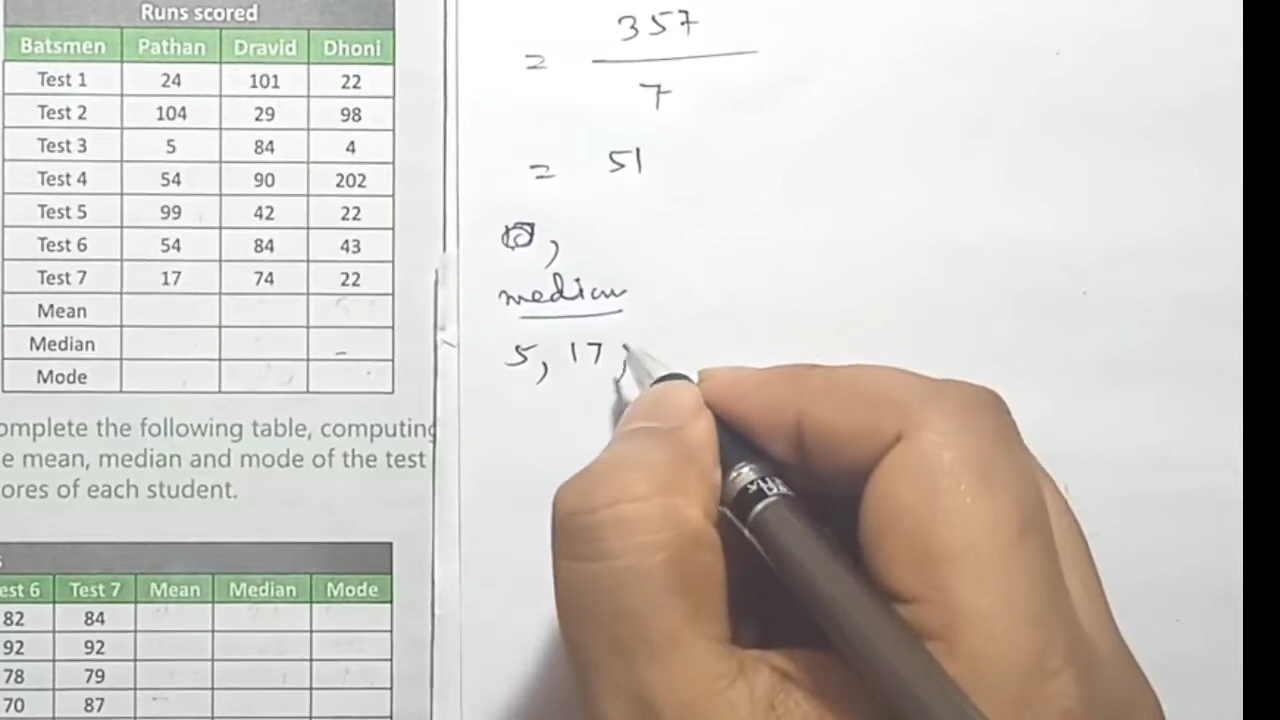 Runs scored
Batsmen Pathan Dravid Dhoni
Test 1 24 101 22
Test 2 104 29 98
Test 3 5 84 4
Test 4 54 90 202
Test 5 99 42 22
Test 6 54 84 43
Test 7 17 74 22
Mean
Median
Mode
omplete the following table, computing
e mean, median and mode of the test
ores of each student.
s
est 6 Test 7 Mean Median Mode
82 84
92 92
78 79
70 87
= 357
7
= 51
,
median
5, 17,